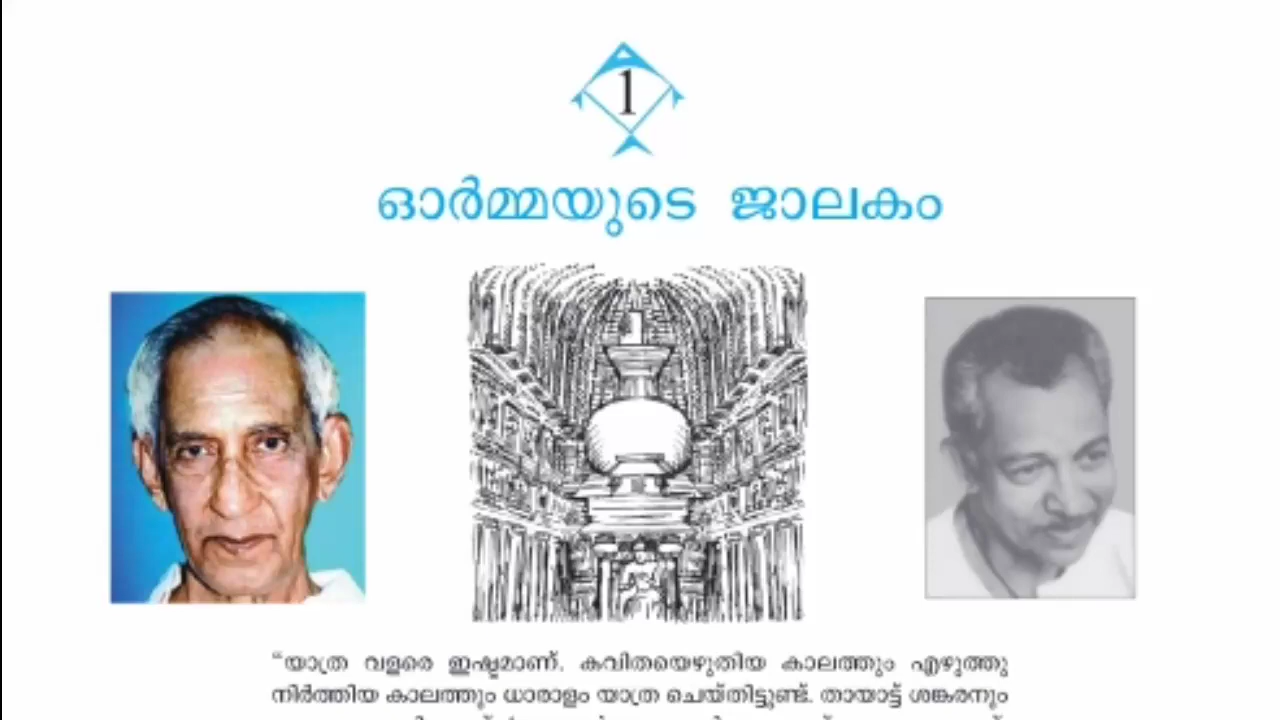 1
ഓർമ്മയുടെ ജാലകം
“യാത്ര വളരെ ഇഷ്ടമാണ്. കവിതയെഴുതിയ കാലത്തും എഴുത്തു
നിർത്തിയ കാലത്തും ധാരാളം യാത്ര ചെയ്തിട്ടുണ്ട്. തായാട്ട് ശങ്കരനും